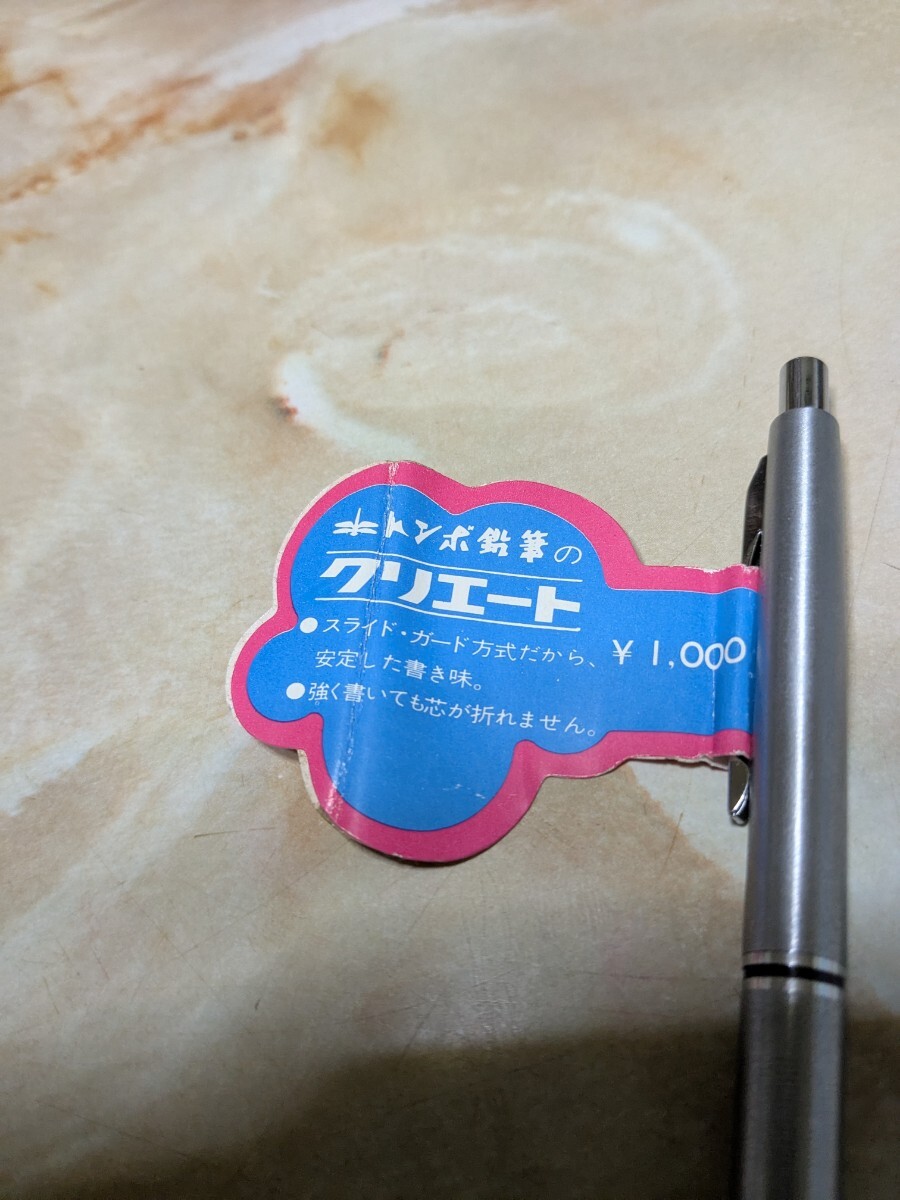 トンボ鉛筆の
クリエート
●スライド・ガード方式だから、
安定した書き味。
●強く書いても芯が折れません。
￥1,000